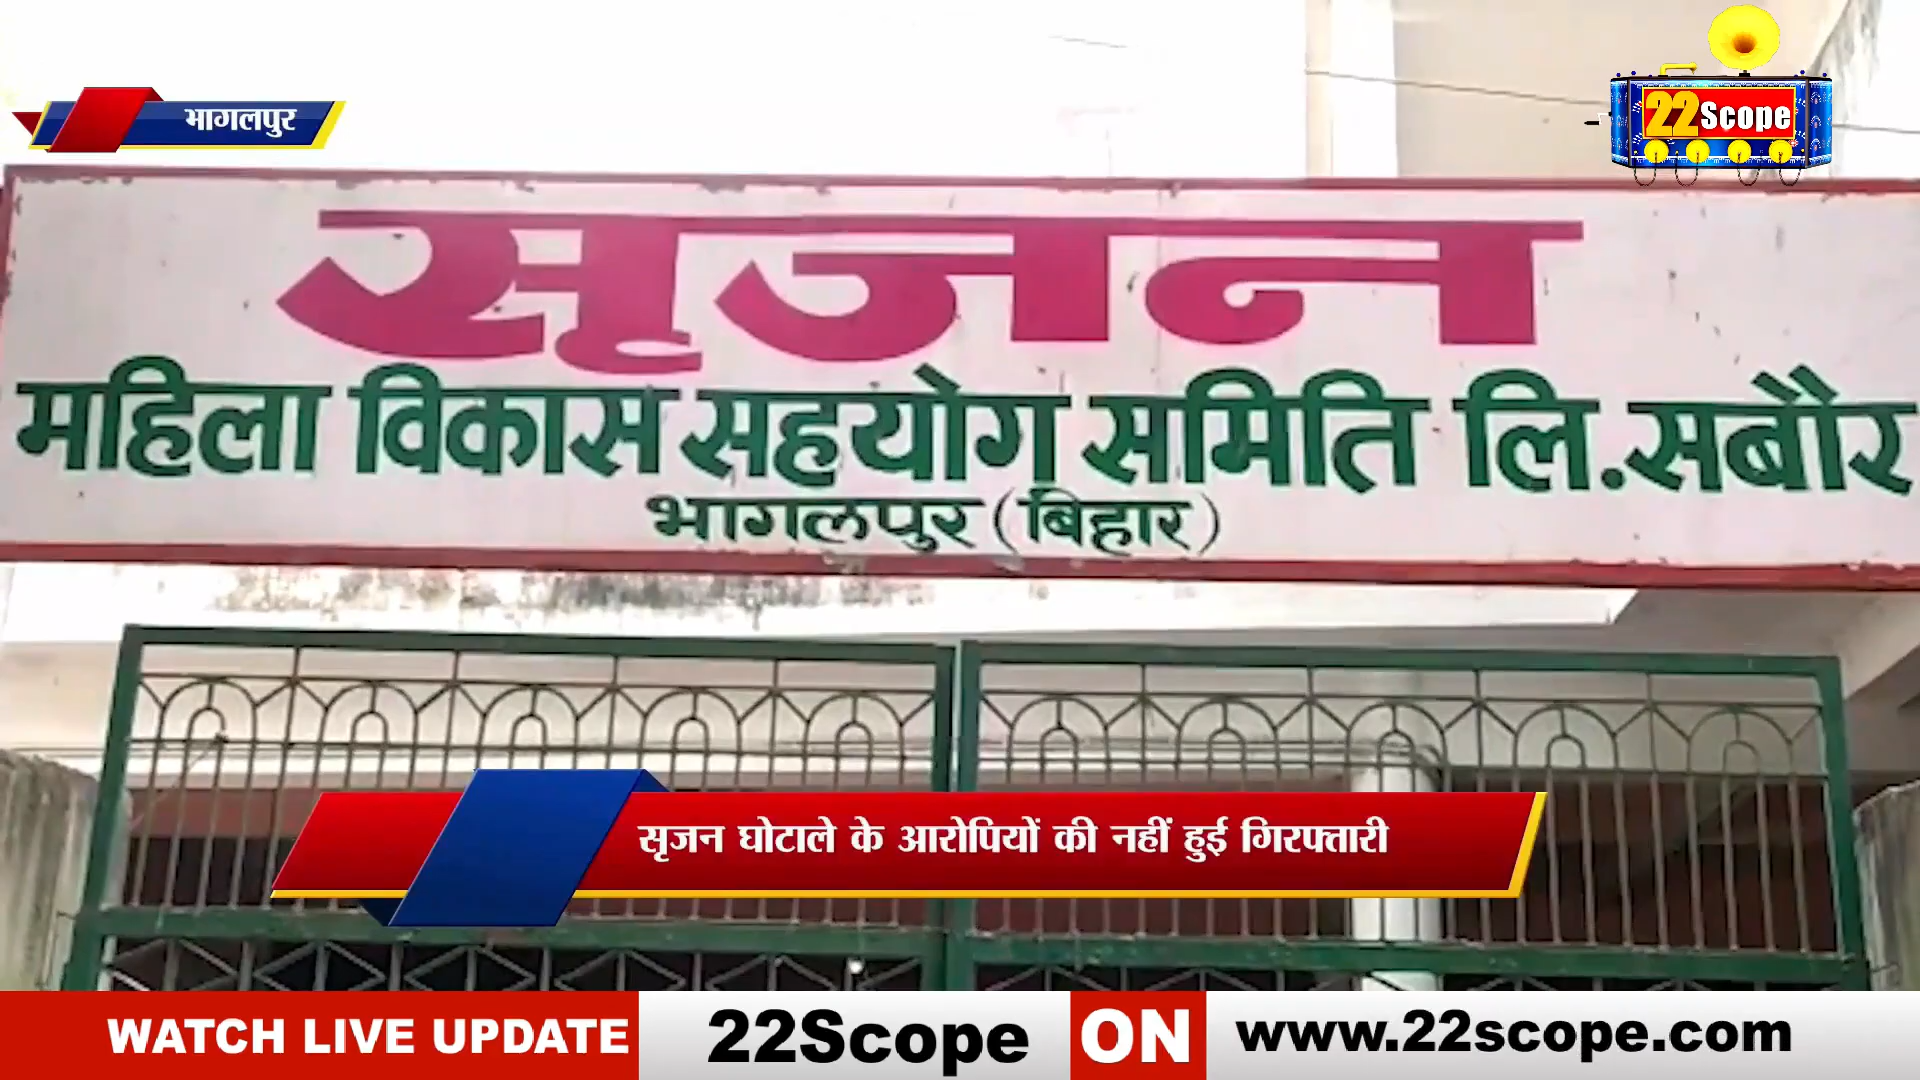 भागलपुर
22Scope
सृजन
महिला विकास सहयोग समिति लि.सबौर
भागलपुर (बिहार)
सृजन घोटाले के आरोपियों की नहीं हुई गिरफ्तारी
WATCH LIVE UPDATE 22Scope ON www.22scope.com